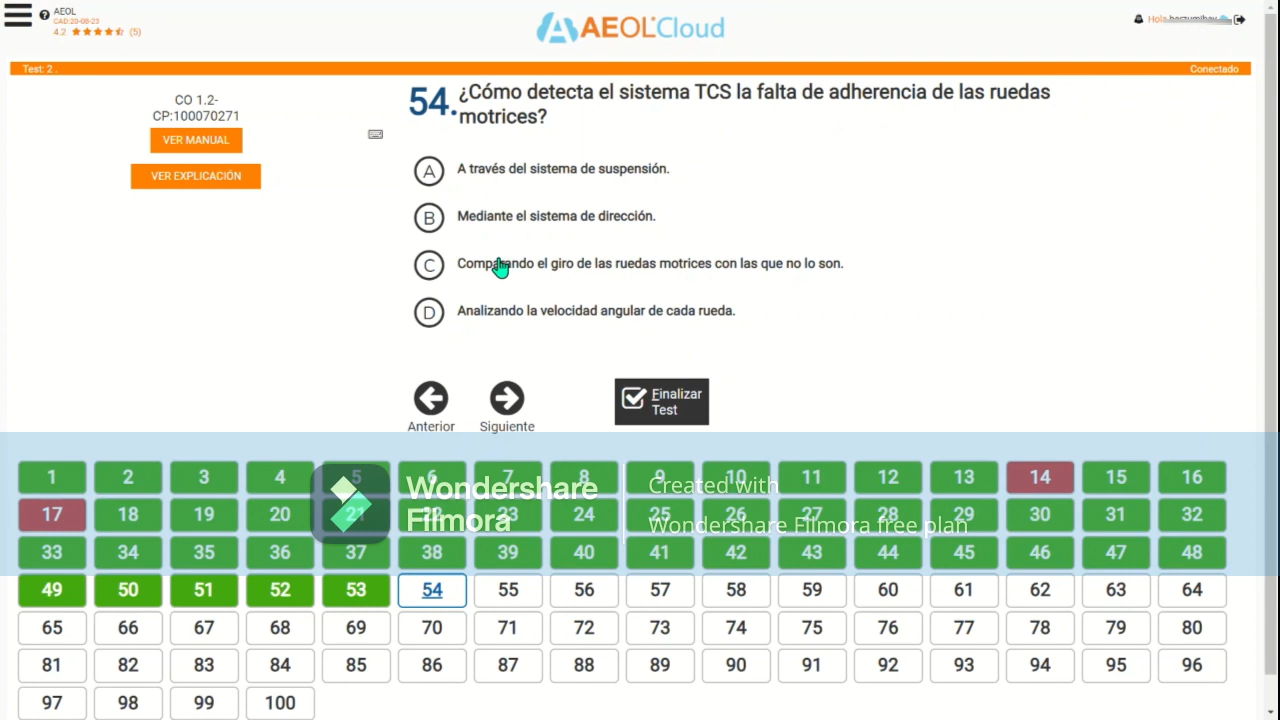 AEOL
CAD:29-08-23
4.2 (5)
AEOL Cloud
Hola
Test: 2 .
Conectado
CO 1.2-
CP:100070271
VER MANUAL
VER EXPLICACIÓN
54. ¿Cómo detecta el sistema TCS la falta de adherencia de las ruedas
motrices?
A A través del sistema de suspensión.
B Mediante el sistema de dirección.
C Comparando el giro de las ruedas motrices con las que no lo son.
D Analizando la velocidad angular de cada rueda.
Anterior
Siguiente
Finalizar
Test
1 2 3 4 5 6 7 8 9 10 11 12 13 14 15 16
Wondershare
Filmora
Created with
Wondershare Filmora free plan
17 18 19 20 21 22 23 24 25 26 27 28 29 30 31 32
33 34 35 36 37 38 39 40 41 42 43 44 45 46 47 48
49 50 51 52 53 54 55 56 57 58 59 60 61 62 63 64
65 66 67 68 69 70 71 72 73 74 75 76 77 78 79 80
81 82 83 84 85 86 87 88 89 90 91 92 93 94 95 96
97 98 99 100